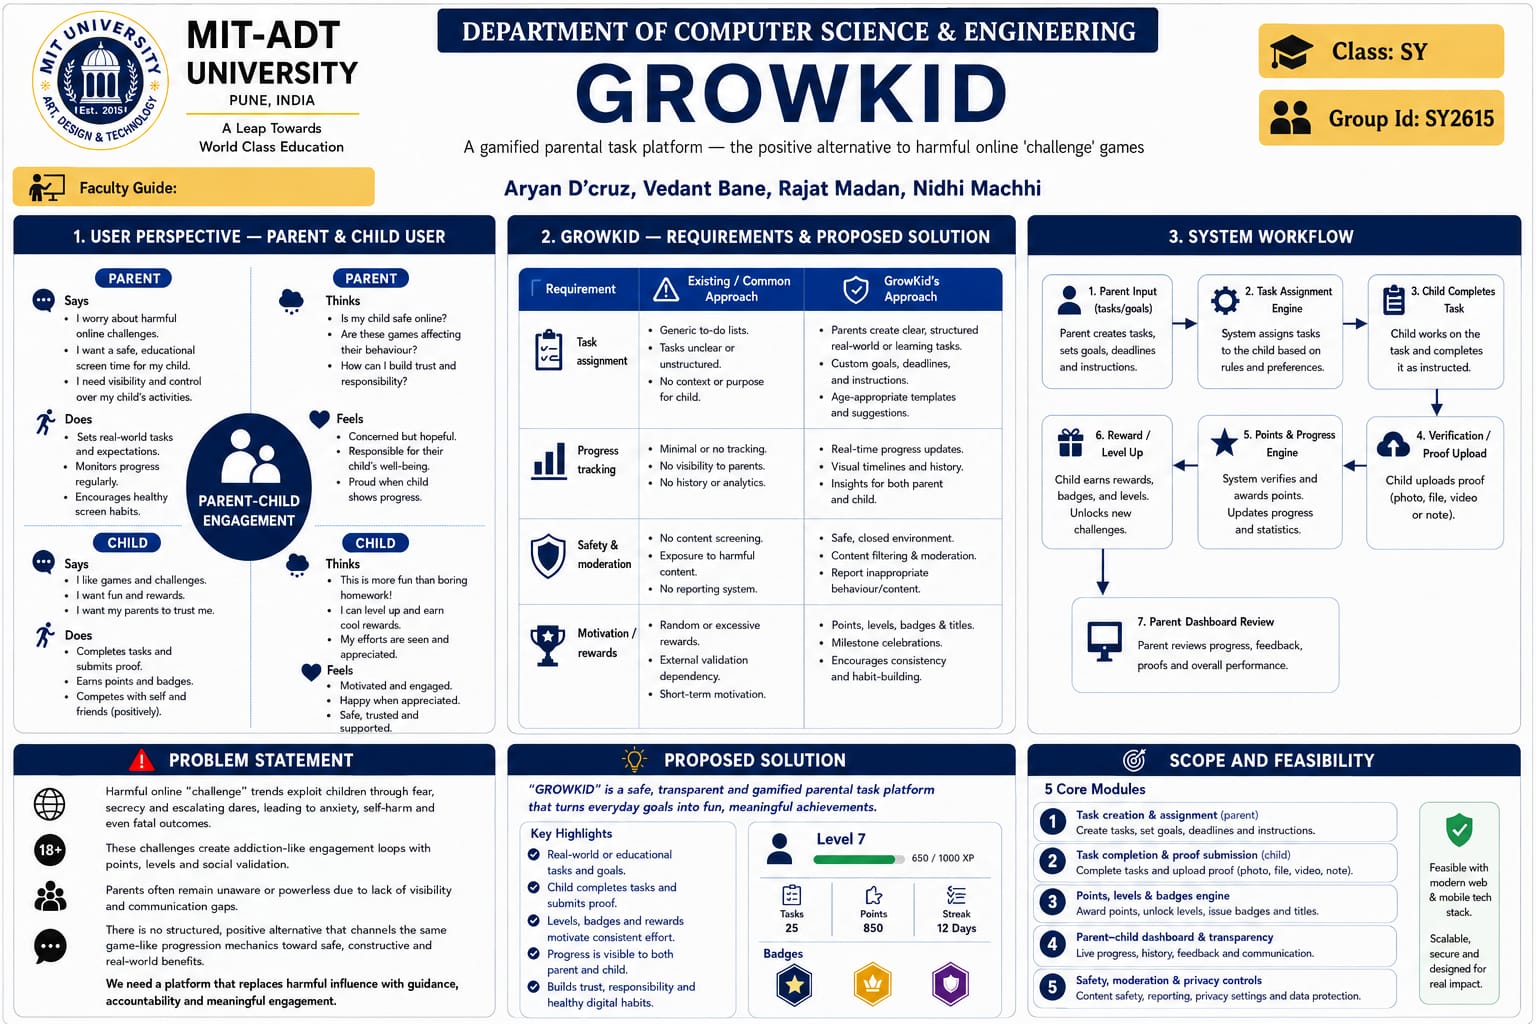 MIT UNIVERSITY
Est. 2015
ART, DESIGN & TECHNOLOGY
MIT-ADT
UNIVERSITY
PUNE, INDIA
A Leap Towards
World Class Education
DEPARTMENT OF COMPUTER SCIENCE & ENGINEERING
GROWKID
A gamified parental task platform — the positive alternative to harmful online 'challenge' games
Aryan D’cruz, Vedant Bane, Rajat Madan, Nidhi Machhi
Class: SY
Group Id: SY2615
Faculty Guide:
1. USER PERSPECTIVE — PARENT & CHILD USER
PARENT
Says
• I worry about harmful
online challenges.
• I want a safe, educational
screen time for my child.
• I need visibility and control
over my child’s activities.
Does
• Sets real-world tasks
and expectations.
• Monitors progress
regularly.
• Encourages healthy
screen habits.
PARENT
Thinks
• Is my child safe online?
• Are these games affecting
their behaviour?
• How can I build trust and
responsibility?
Feels
• Concerned but hopeful.
• Responsible for their
child’s well-being.
• Proud when child
shows progress.
PARENT-CHILD
ENGAGEMENT
CHILD
Says
• I like games and challenges.
• I want fun and rewards.
• I want my parents to trust me.
Does
• Completes tasks and
submits proof.
• Earns points and badges.
• Competes with self and
friends (positively).
CHILD
Thinks
• This is more fun than boring
homework!
• I can level up and earn
cool rewards.
• My efforts are seen and
appreciated.
Feels
• Motivated and engaged.
• Happy when appreciated.
• Safe, trusted and
supported.
2. GROWKID — REQUIREMENTS & PROPOSED SOLUTION
Requirement
Existing / Common
Approach
GrowKid's
Approach
Task
assignment
• Generic to-do lists.
• Tasks unclear or
unstructured.
• No context or purpose
for child.
• Parents create clear, structured
real-world or learning tasks.
• Custom goals, deadlines,
and instructions.
• Age-appropriate templates
and suggestions.
Progress
tracking
• Minimal or no tracking.
• No visibility to parents.
• No history or analytics.
• Real-time progress updates.
• Visual timelines and history.
• Insights for both parent
and child.
Safety &
moderation
• No content screening.
• Exposure to harmful
content.
• No reporting system.
• Safe, closed environment.
• Content filtering & moderation.
• Report inappropriate
behaviour/content.
Motivation /
rewards
• Random or excessive
rewards.
• External validation
dependency.
• Short-term motivation.
• Points, levels, badges & titles.
• Milestone celebrations.
• Encourages consistency
and habit-building.
3. SYSTEM WORKFLOW
1. Parent Input
(tasks/goals)
Parent creates tasks,
sets goals, deadlines
and instructions.
2. Task Assignment
Engine
System assigns tasks
to the child based on
rules and preferences.
3. Child Completes
Task
Child works on the
task and completes
it as instructed.
4. Verification /
Proof Upload
Child uploads proof
(photo, file, video
or note).
5. Points & Progress
Engine
System verifies and
awards points.
Updates progress
and statistics.
6. Reward /
Level Up
Child earns rewards,
badges, and levels.
Unlocks new
challenges.
7. Parent Dashboard Review
Parent reviews progress, feedback,
proofs and overall performance.
PROBLEM STATEMENT
Harmful online “challenge” trends exploit children through fear,
secrecy and escalating dares, leading to anxiety, self-harm and
even fatal outcomes.
18+
These challenges create addiction-like engagement loops with
points, levels and social validation.
Parents often remain unaware or powerless due to lack of visibility
and communication gaps.
There is no structured, positive alternative that channels the same
game-like progression mechanics toward safe, constructive and
real-world benefits.
We need a platform that replaces harmful influence with guidance,
accountability and meaningful engagement.
PROPOSED SOLUTION
“GROWKID” is a safe, transparent and gamified parental task platform
that turns everyday goals into fun, meaningful achievements.
Key Highlights
Real-world or educational
tasks and goals.
Child completes tasks and
submits proof.
Levels, badges and rewards
motivate consistent effort.
Progress is visible to both
parent and child.
Builds trust, responsibility and
healthy digital habits.
Level 7
650 / 1000 XP
Tasks
25
Points
850
Streak
12 Days
Badges
SCOPE AND FEASIBILITY
5 Core Modules
1
Task creation & assignment (parent)
Create tasks, set goals, deadlines and instructions.
2
Task completion & proof submission (child)
Complete tasks and upload proof (photo, file, video, note).
3
Points, levels & badges engine
Award points, unlock levels, issue badges and titles.
4
Parent–child dashboard & transparency
Live progress, history, feedback and communication.
5
Safety, moderation & privacy controls
Content safety, reporting, privacy settings and data protection.
Feasible with
modern web
& mobile tech
stack.
Scalable,
secure and
designed for
real impact.